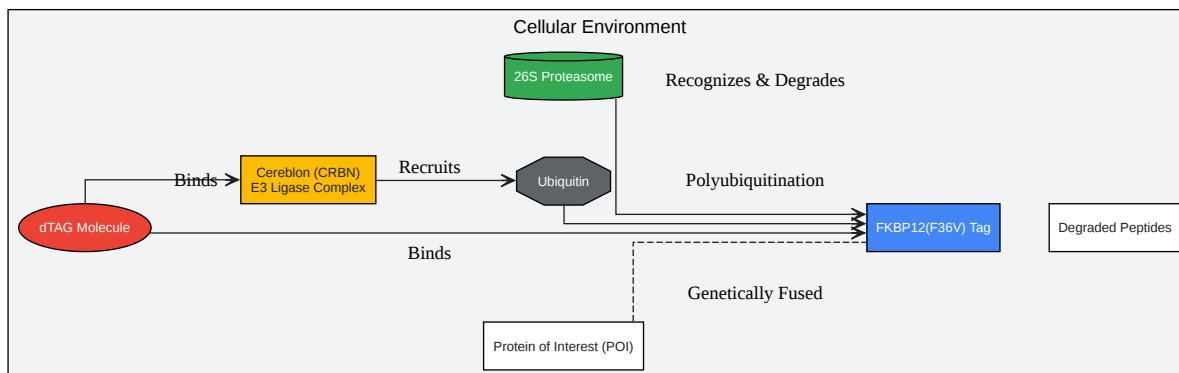 Cellular Environment
26S Proteasome
Recognizes & Degrades
Cereblon (CRBN)
E3 Ligase Complex
Recruits
Binds
Ubiquitin
Polyubiquitination
dTAG Molecule
FKBP12(F36V) Tag
Degraded Peptides
Binds
Genetically Fused
Protein of Interest (POI)